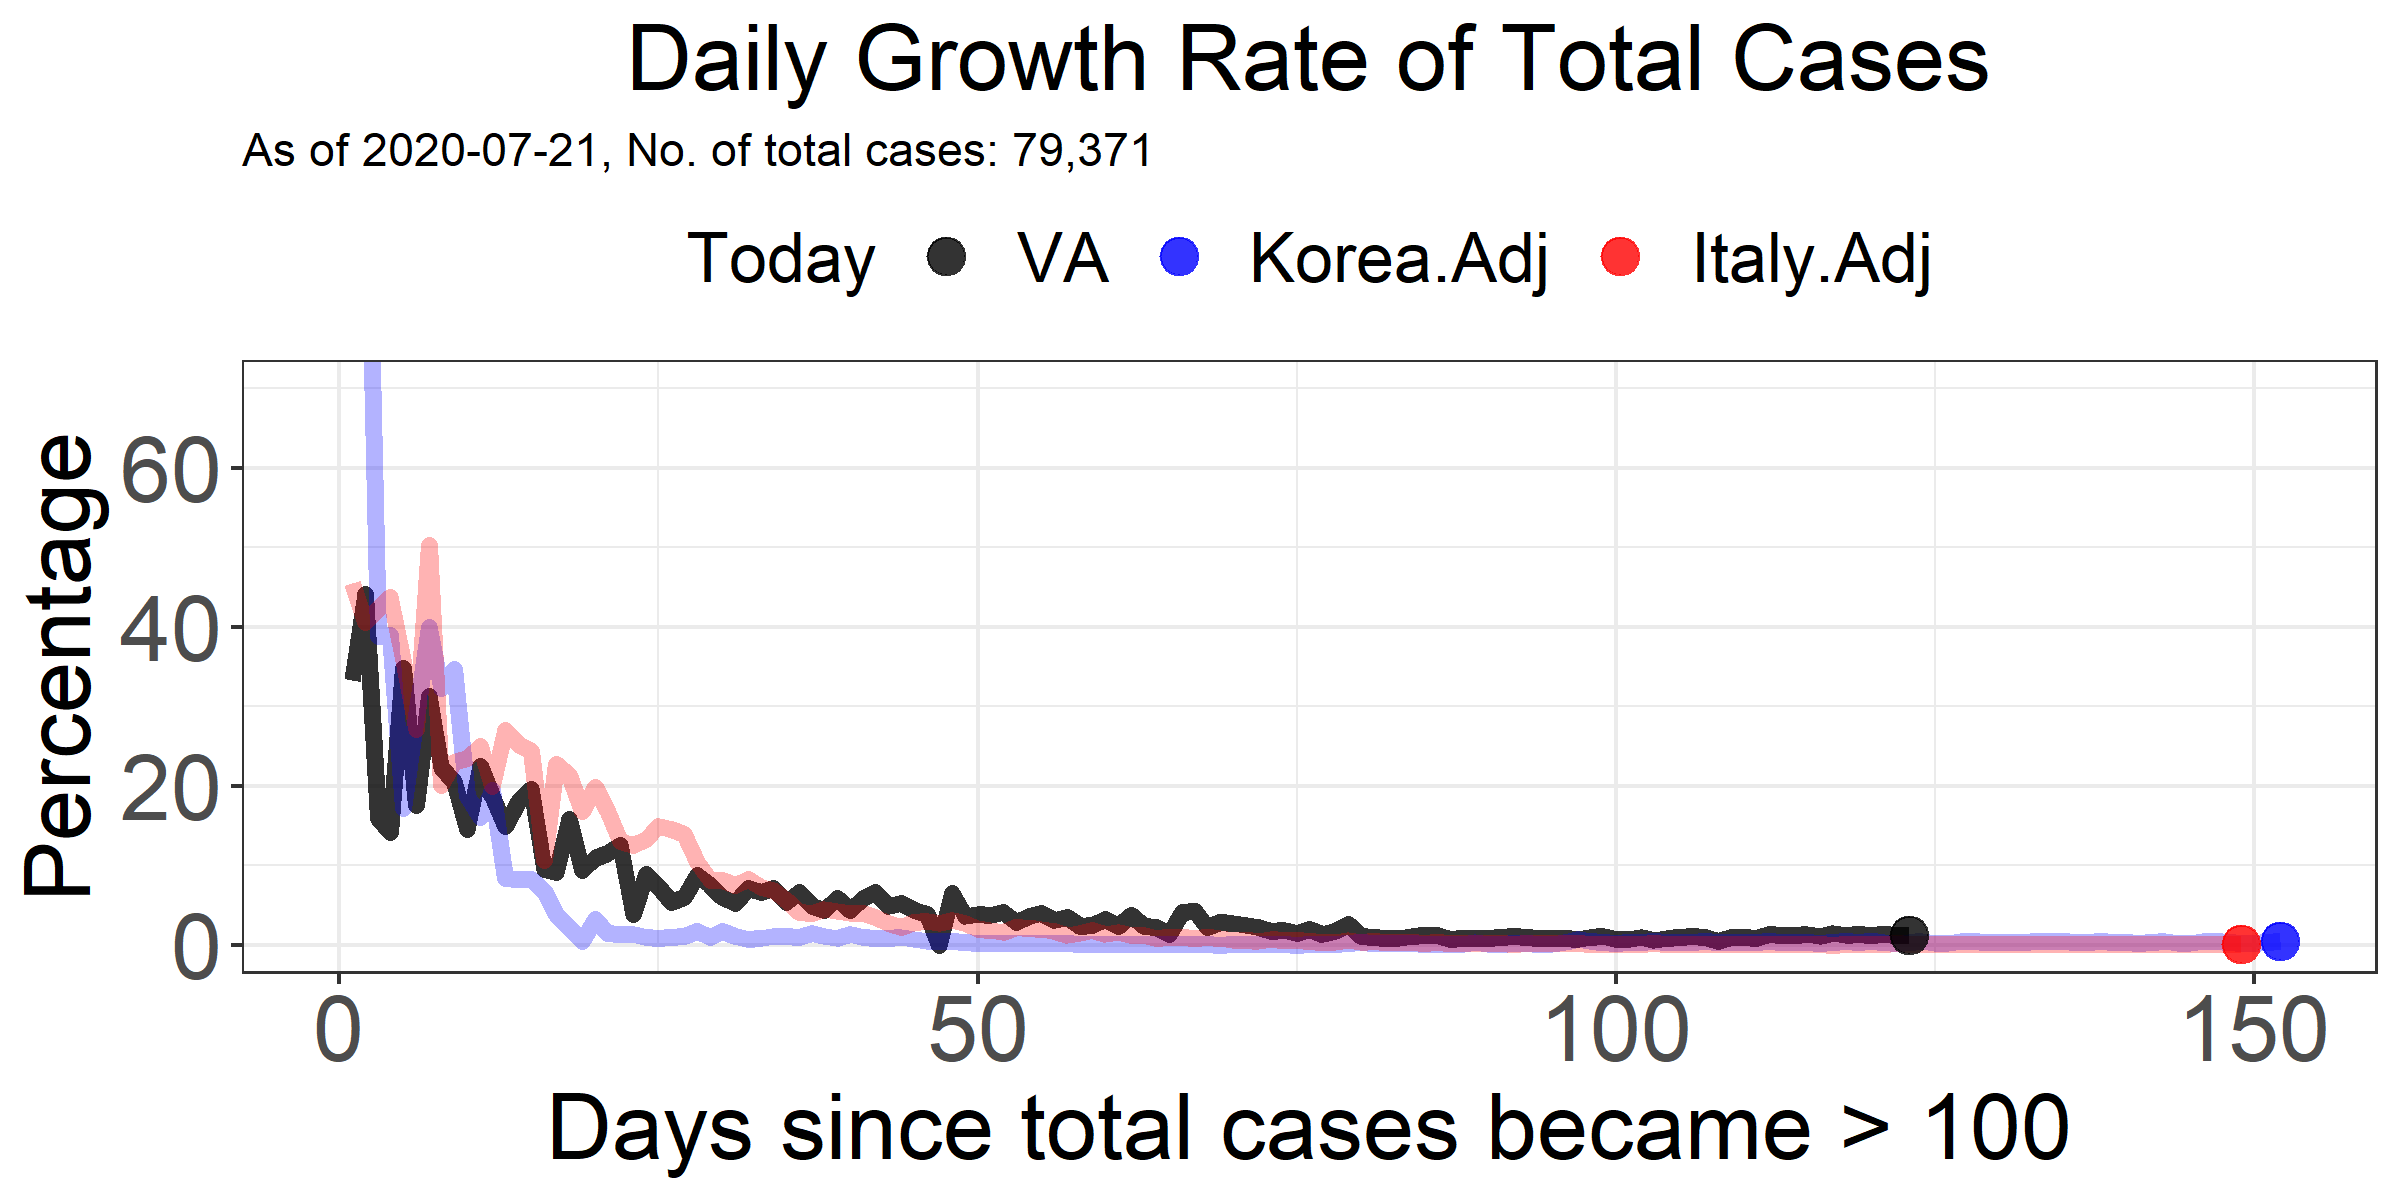 Daily Growth Rate of Total Cases
As of 2020-07-21, No. of total cases: 79,371
Today VA Korea.Adj Italy.Adj
Percentage
60
40
20
0
0 50 100 150
Days since total cases became > 100